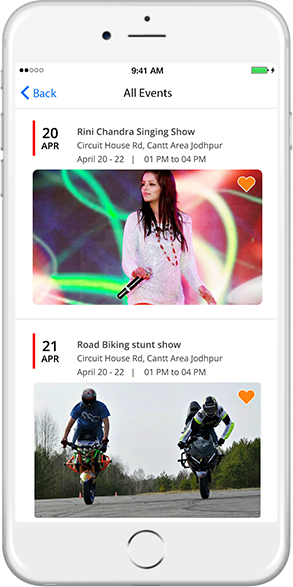 9:41 AM
Back
All Events
20
APR
Rini Chandra Singing Show
Circuit House Rd, Cantt Area Jodhpur
April 20 - 22 | 01 PM to 04 PM
21
APR
Road Biking stunt show
Circuit House Rd, Cantt Area Jodhpur
April 20 - 22 | 01 PM to 04 PM